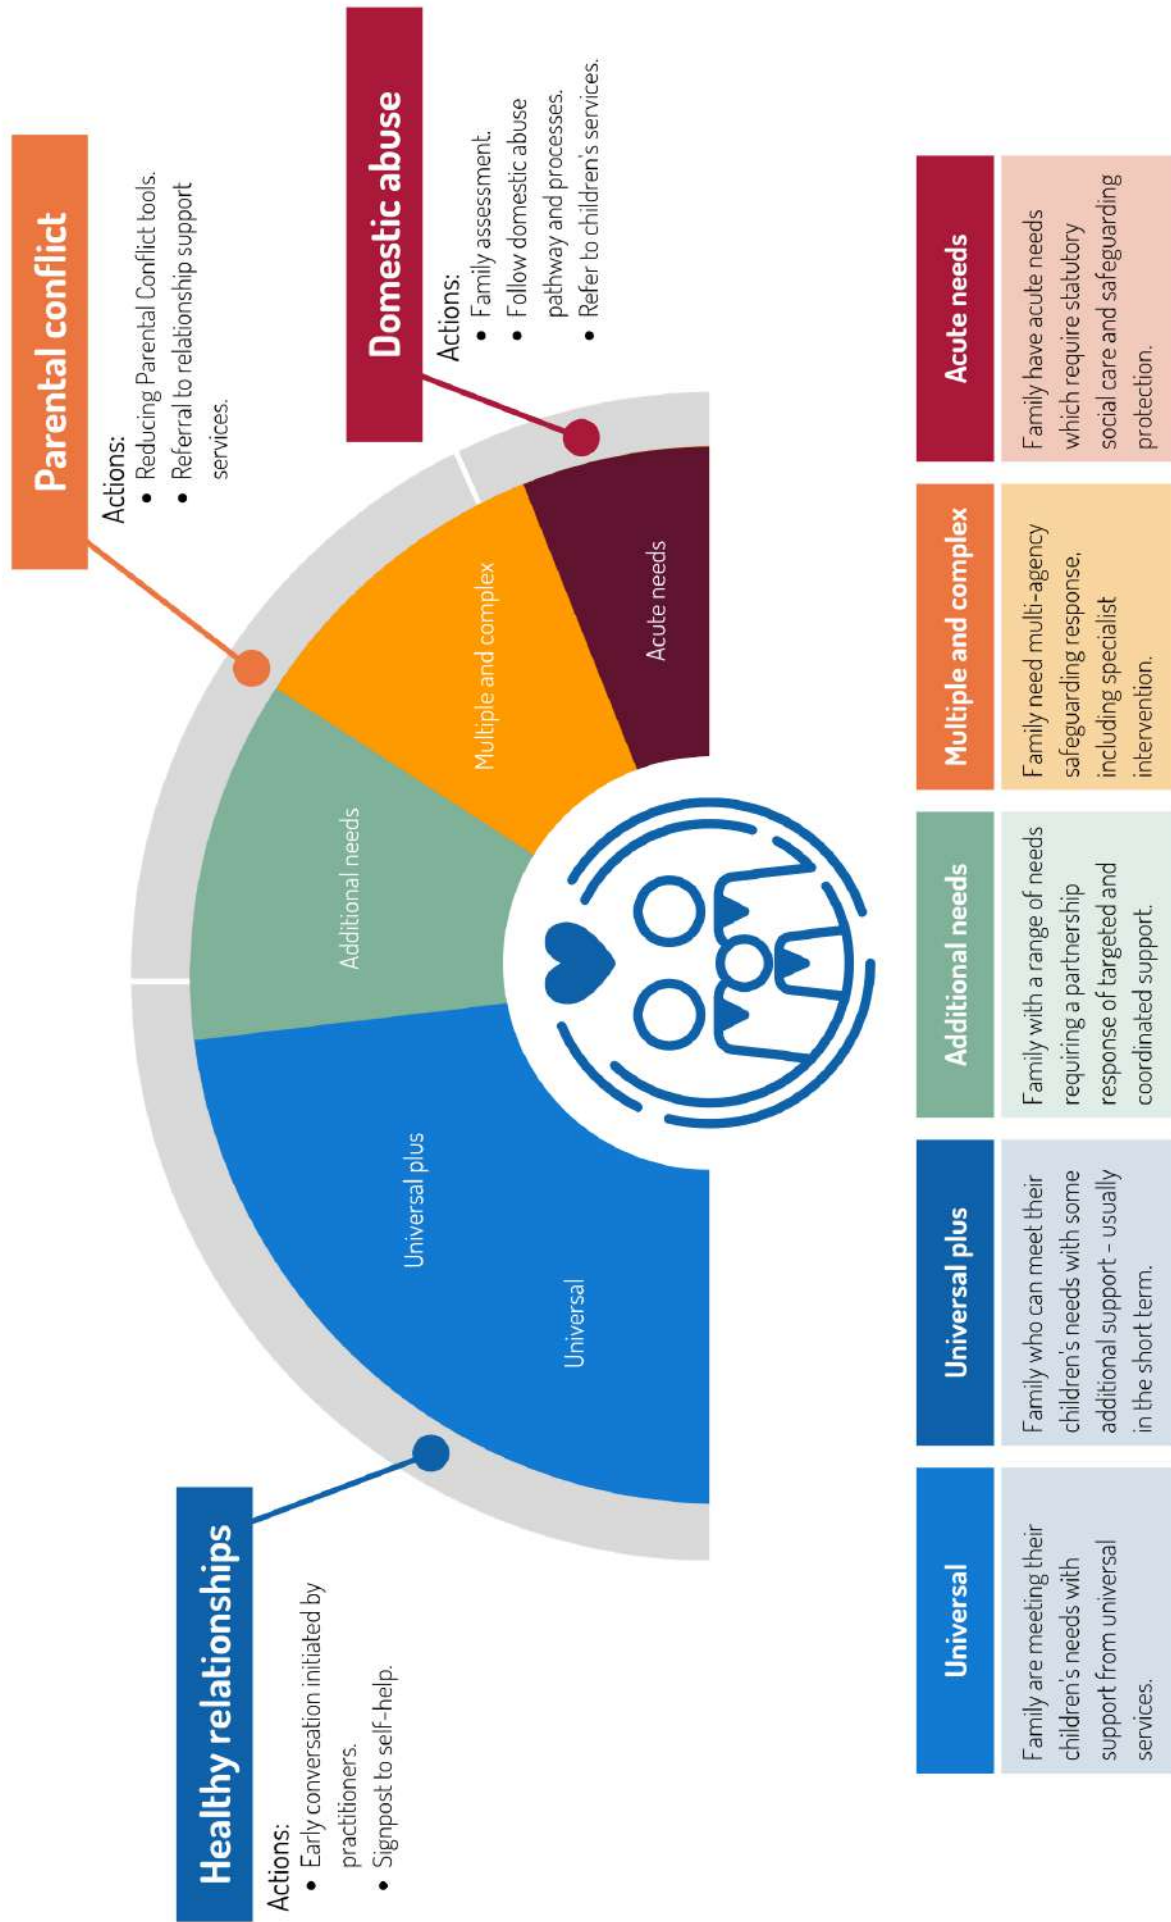 Healthy relationships
Actions:
• Early conversation initiated by
practitioners.
• Signpost to self-help.
Parental conflict
Actions:
• Reducing Parental Conflict tools.
• Referral to relationship support
services.
Domestic abuse
Actions:
• Family assessment.
• Follow domestic abuse
pathway and processes.
• Refer to children's services.
Universal
Universal plus
Additional needs
Multiple and complex
Acute needs
Universal
Family are meeting their
children's needs with
support from universal
services.
Universal plus
Family who can meet their
children's needs with some
additional support - usually
in the short term.
Additional needs
Family with a range of needs
requiring a partnership
response of targeted and
coordinated support.
Multiple and complex
Family need multi-agency
safeguarding response,
including specialist
intervention.
Acute needs
Family have acute needs
which require statutory
social care and safeguarding
protection.